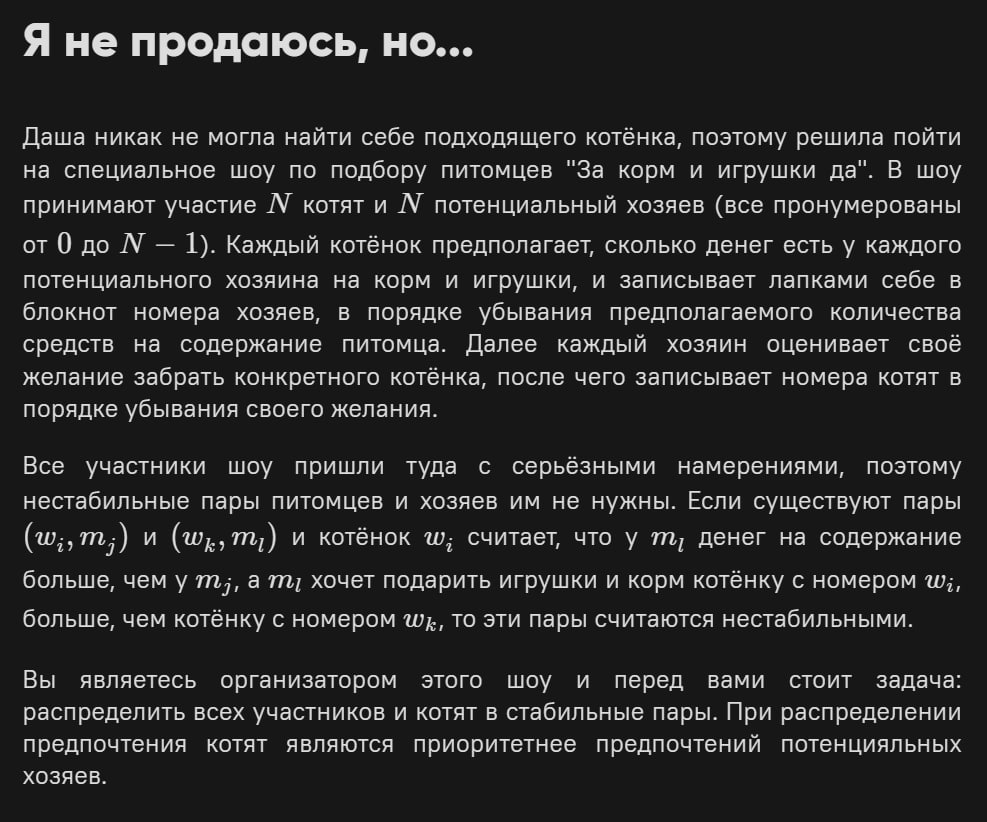 Я не продаюсь, но...
Даша никак не могла найти себе подходящего котёнка, поэтому решила пойти
на специальное шоу по подбору питомцев "За корм и игрушки да". В шоу
принимают участие N котят и N потенциальный хозяев (все пронумерованы
от 0 до N − 1). Каждый котёнок предполагает, сколько денег есть у каждого
потенциального хозяина на корм и игрушки, и записывает лапками себе в
блокнот номера хозяев, в порядке убывания предполагаемого количества
средств на содержание питомца. Далее каждый хозяин оценивает своё
желание забрать конкретного котёнка, после чего записывает номера котят в
порядке убывания своего желания.
Все участники шоу пришли туда с серьёзными намерениями, поэтому
нестабильные пары питомцев и хозяев им не нужны. Если существуют пары
(w_i, m_j) и (w_k, m_l) и котёнок w_i считает, что у m_l денег на содержание
больше, чем у m_j, а m_l хочет подарить игрушки и корм котёнку с номером w_i,
больше, чем котёнку с номером w_k, то эти пары считаются нестабильными.
Вы являетесь организатором этого шоу и перед вами стоит задача:
распределить всех участников и котят в стабильные пары. При распределении
предпочтения котят являются приоритетнее предпочтений потенцияльных
хозяев.